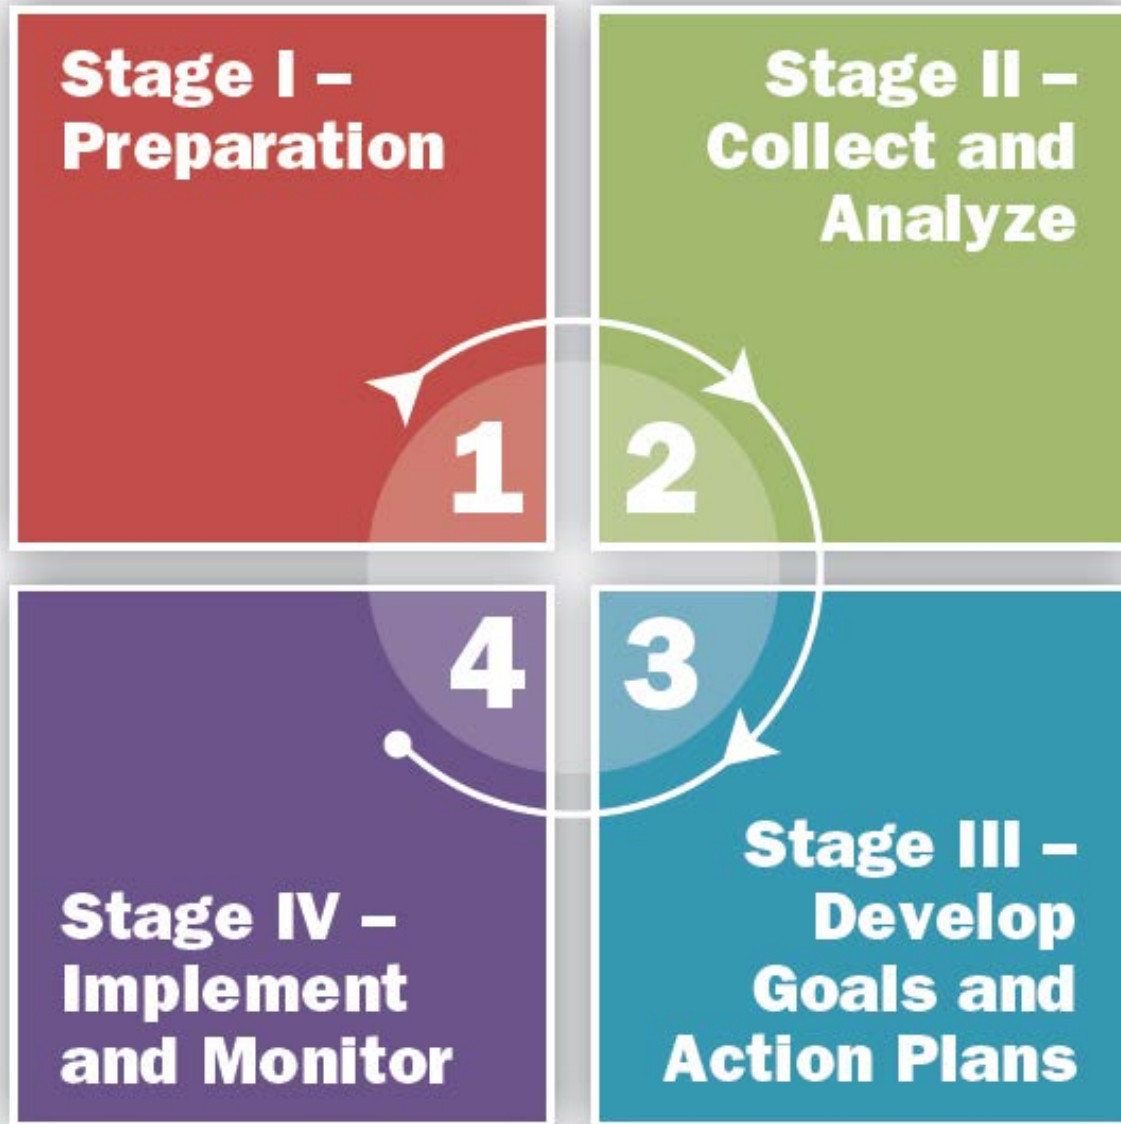 Stage I –
Preparation
Stage II –
Collect and
Analyze
1
2
4
3
Stage IV –
Implement
and Monitor
Stage III –
Develop
Goals and
Action Plans